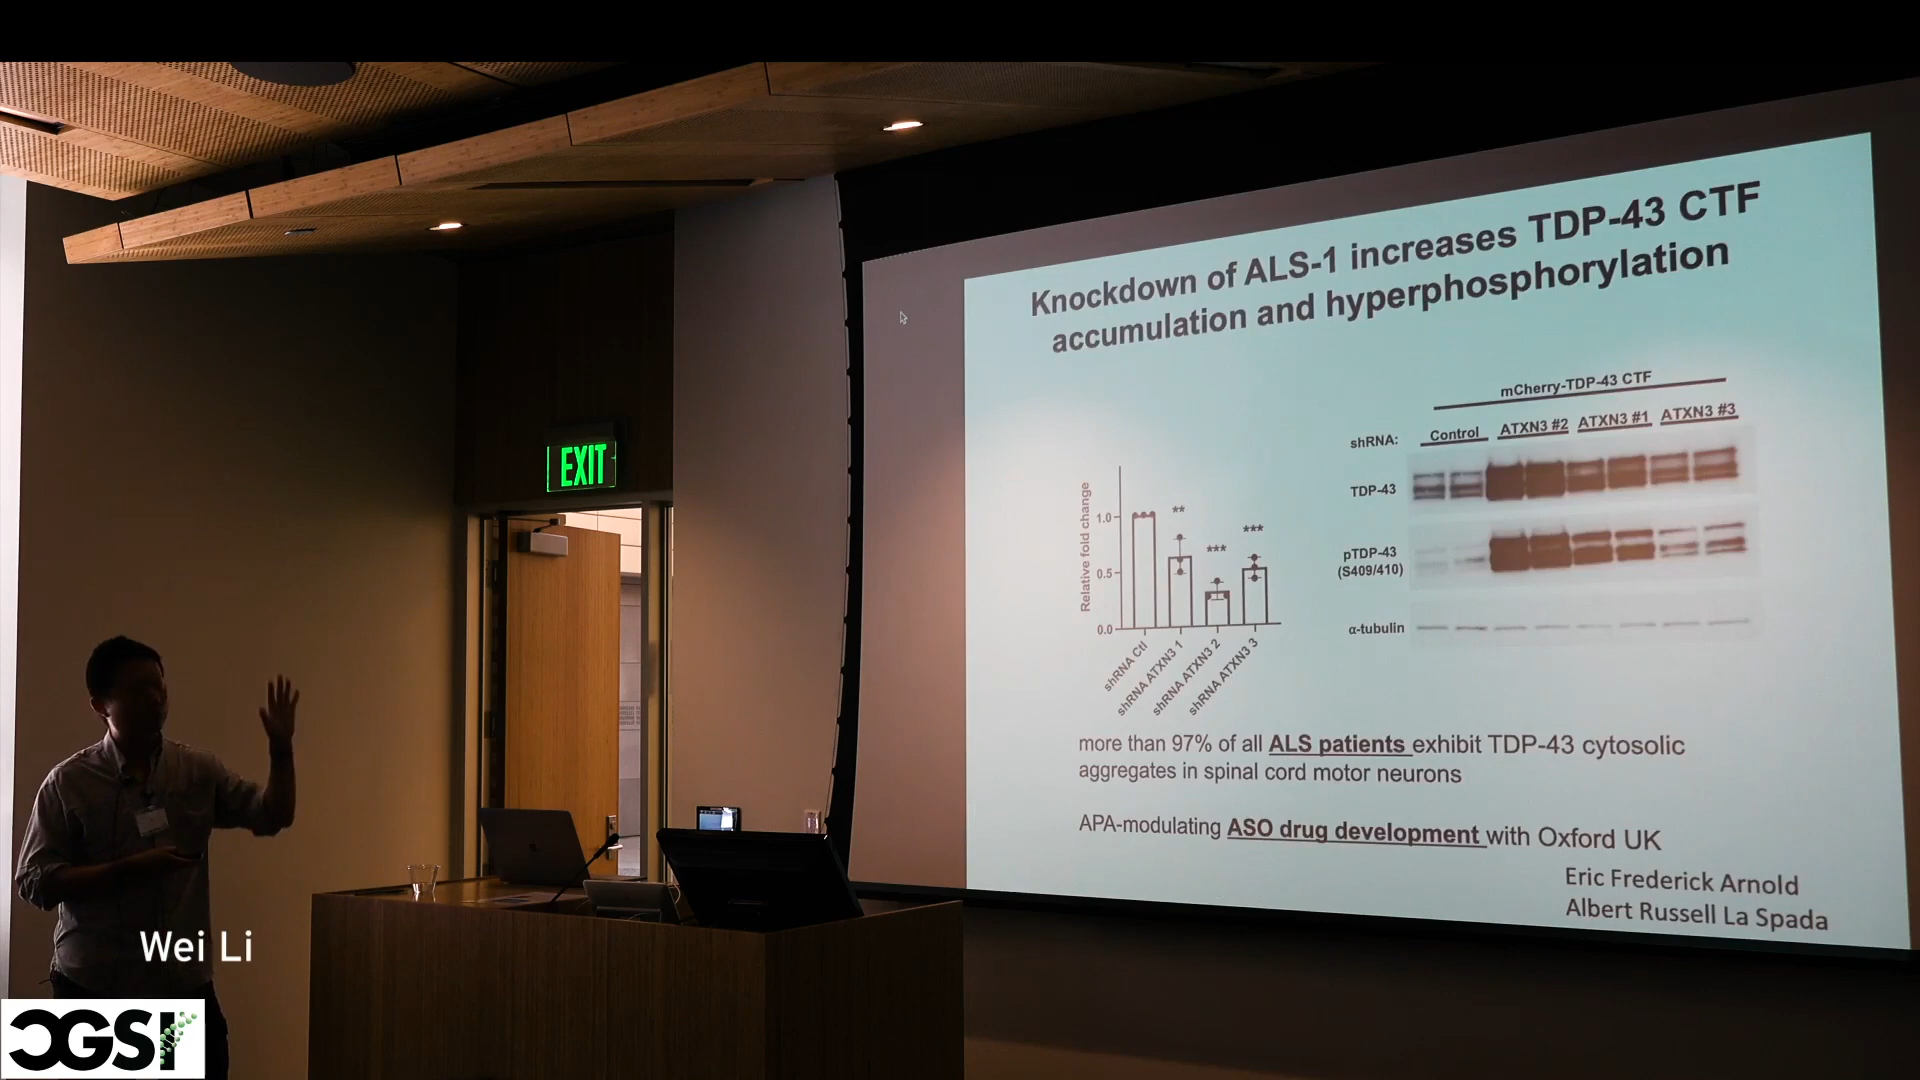 Knockdown of ALS-1 increases TDP-43 CTF
accumulation and hyperphosphorylation
mCherry-TDP-43 CTF
shRNA:
Control
ATXN3 #2
ATXN3 #1
ATXN3 #3
TDP-43
pTDP-43
(S409/410)
α-tubulin
Relative fold change
1.0
0.5
0.0
**
***
***
shRNA Ctl
shRNA ATXN3 1
shRNA ATXN3 2
shRNA ATXN3 3
more than 97% of all ALS patients exhibit TDP-43 cytosolic
aggregates in spinal cord motor neurons
APA-modulating ASO drug development with Oxford UK
Eric Frederick Arnold
Albert Russell La Spada
EXIT
Wei Li
CGSI